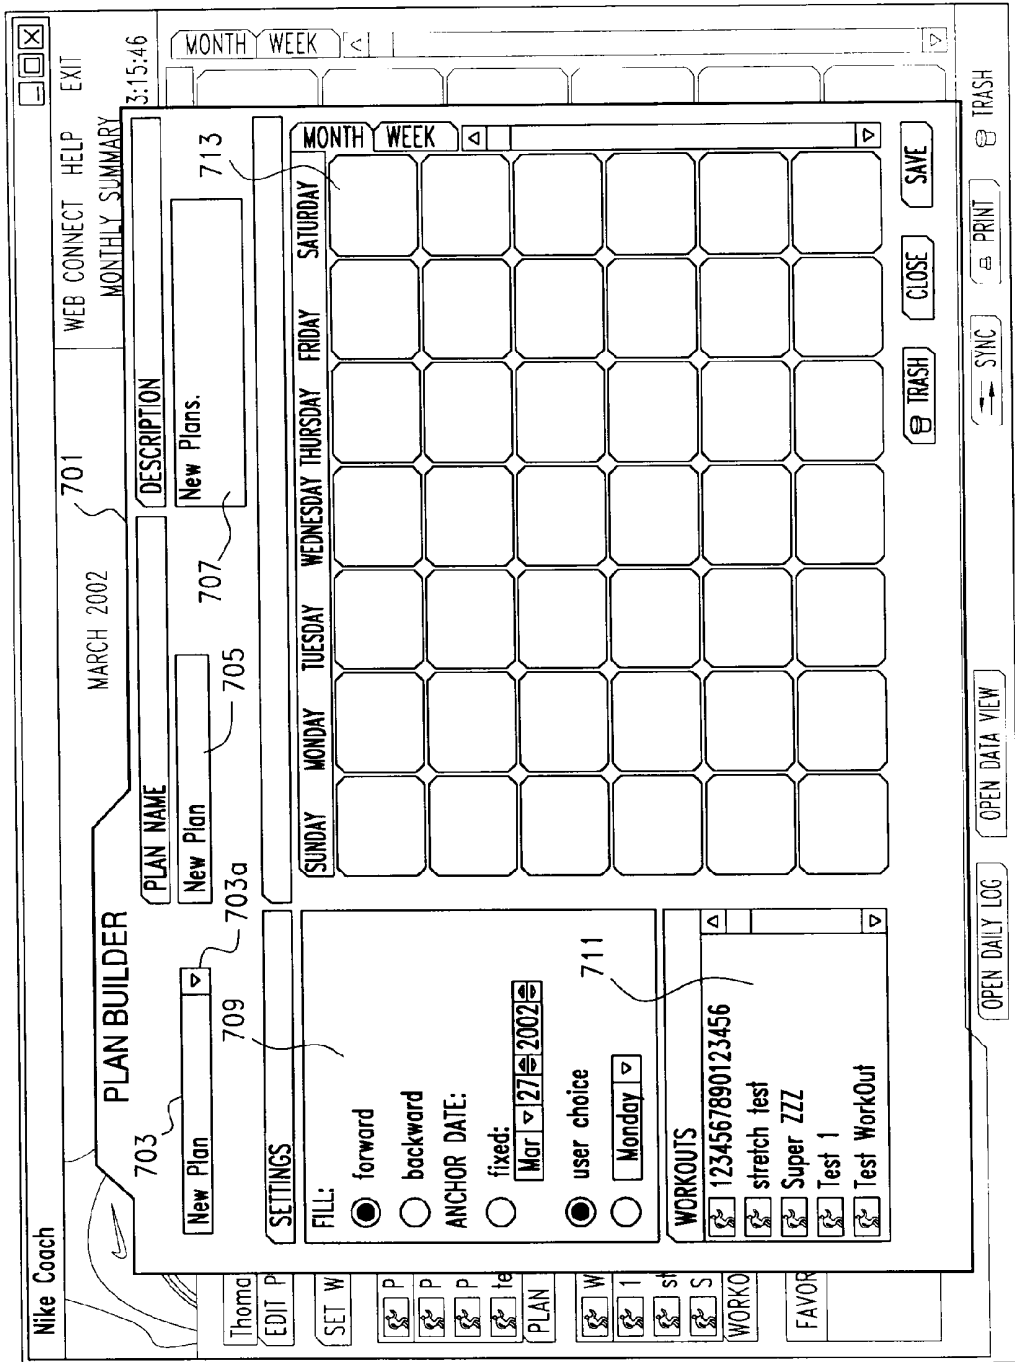 Nike Coach
WEB CONNECT HELP EXIT
MARCH 2002
MONTHLY SUMMARY
3:15:46
701
PLAN BUILDER
703
New Plan
703a
PLAN NAME
New Plan
705
DESCRIPTION
New Plans.
707
713
SETTINGS
709
FILL:
forward
backward
ANCHOR DATE:
fixed:
Mar 27 2002
user choice
Monday
711
WORKOUTS
1234567890123456
stretch test
Super ZZZ
Test 1
Test WorkOut
SUNDAY MONDAY TUESDAY WEDNESDAY THURSDAY FRIDAY SATURDAY
MONTH
WEEK
TRASH CLOSE SAVE
MONTH
WEEK
Thoma
EDIT P
SET W
P
P
P
te
PLAN
W
1
st
S
WORKO
FAVOR
OPEN DAILY LOG OPEN DATA VIEW SYNC PRINT TRASH